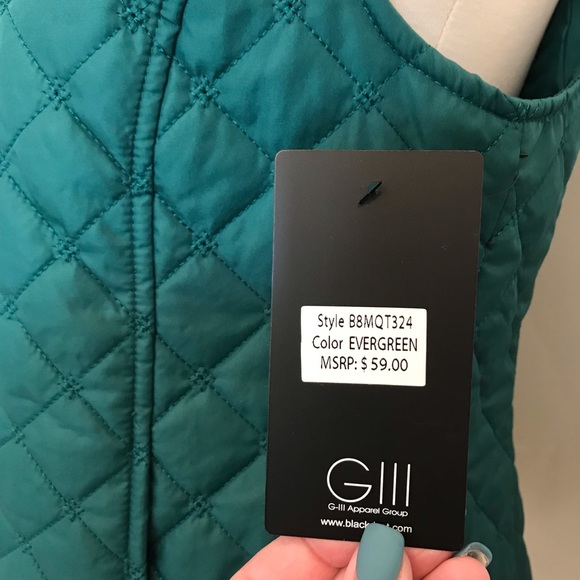 Style B8MQT324
Color EVERGREEN
MSRP: $ 59.00
GIII
G-III Apparel Group